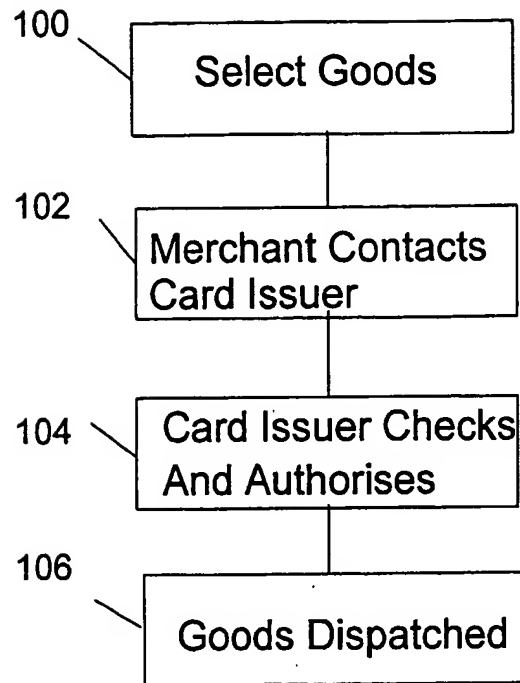 100
Select Goods
102
Merchant Contacts
Card Issuer
104
Card Issuer Checks
And Authorises
106
Goods Dispatched